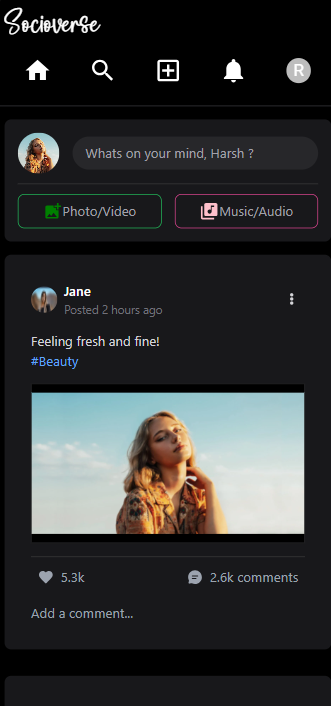 Socioverse
R
Whats on your mind, Harsh ?
Photo/Video
Music/Audio
Jane
Posted 2 hours ago
Feeling fresh and fine!
#Beauty
5.3k
2.6k comments
Add a comment...